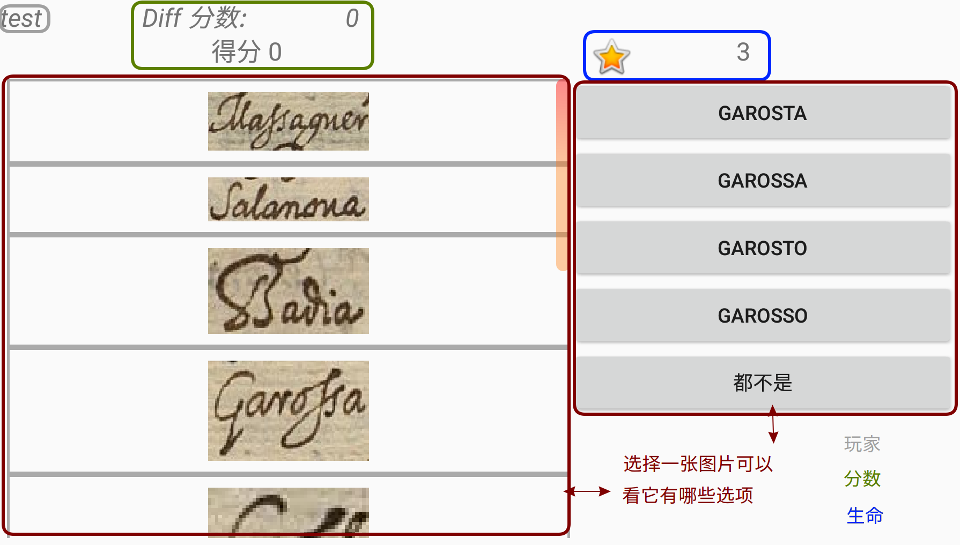 test
Diff 分数: 0
得分 0
3
Massaguer
Salanoua
Badia
Garossa
GAROSTA
GAROSSA
GAROSTO
GAROSSO
都不是
选择一张图片可以
看它有哪些选项
玩家
分数
生命